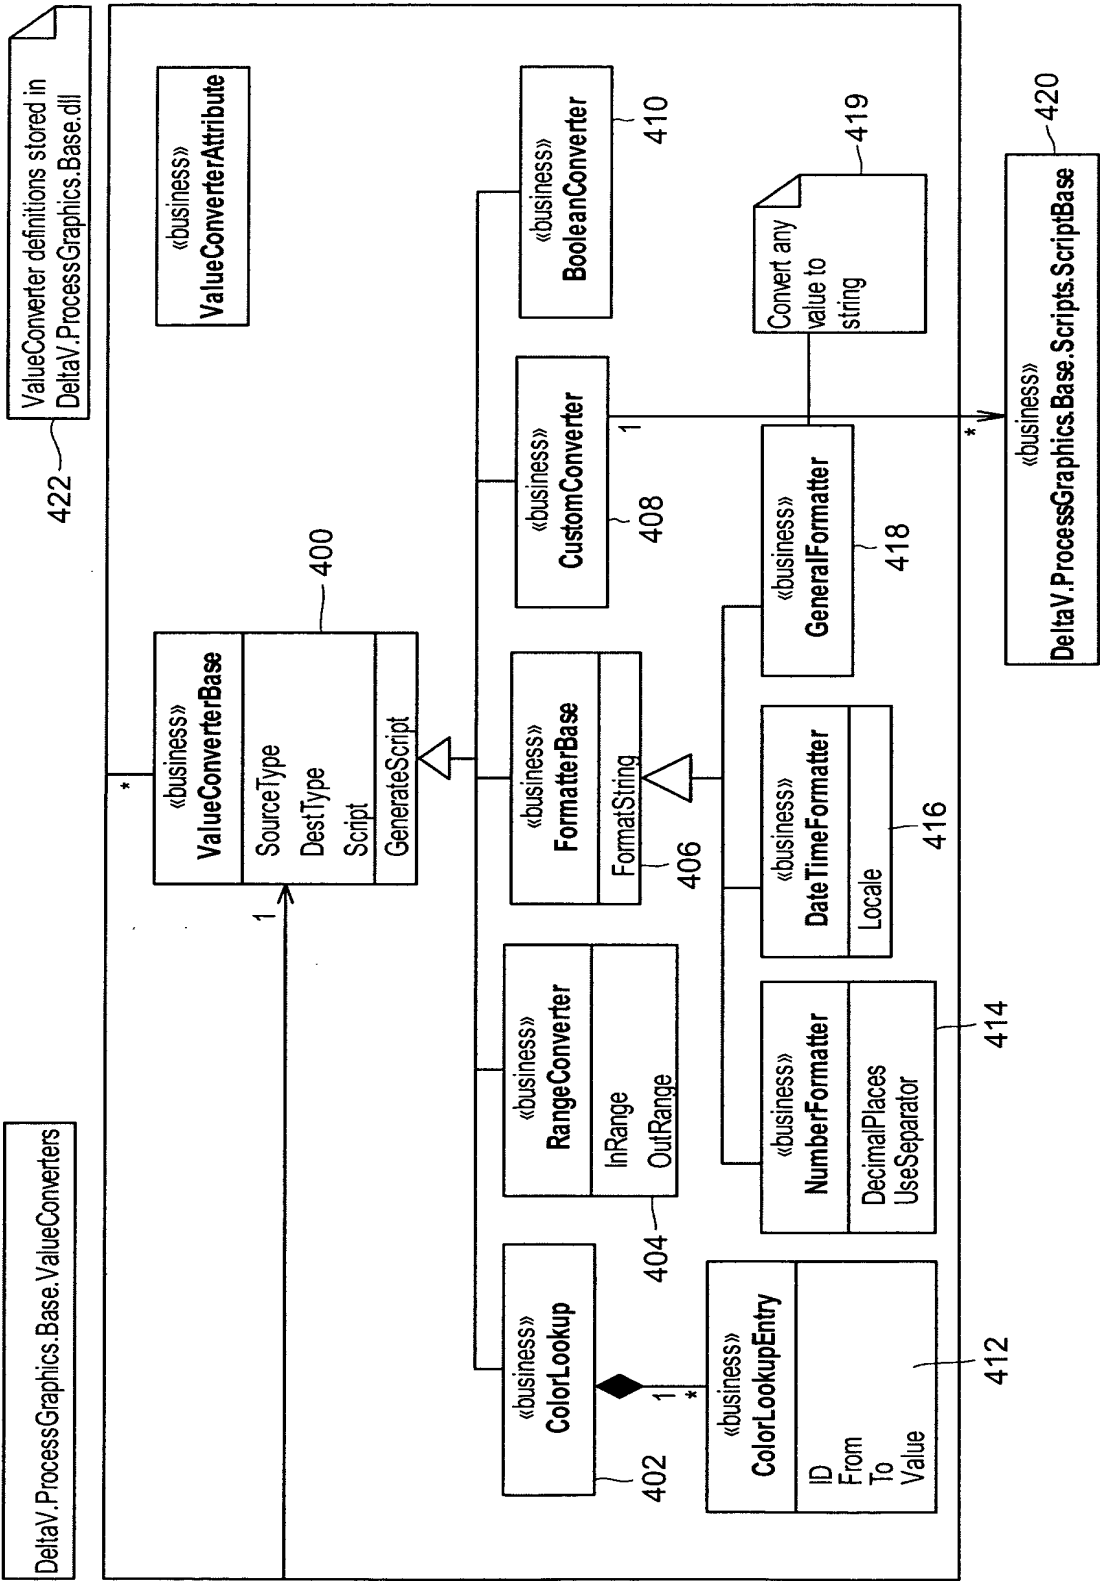 DeltaV.ProcessGraphics.Base.ValueConverters
ValueConverter definitions stored in
DeltaV.ProcessGraphics.Base.dll
422
*
«business»
ValueConverterBase
SourceType
DestType
Script
GenerateScript
400
1
«business»
ValueConverterAttribute
«business»
ColorLookup
402
«business»
RangeConverter
InRange
OutRange
404
«business»
FormatterBase
FormatString
406
«business»
CustomConverter
408
1
«business»
BooleanConverter
410
1
*
«business»
ColorLookupEntry
ID
From
To
Value
412
«business»
NumberFormatter
DecimalPlaces
UseSeparator
414
«business»
DateTimeFormatter
Locale
416
«business»
GeneralFormatter
418
Convert any
value to
string
419
*
«business»
DeltaV.ProcessGraphics.Base.Scripts.ScriptBase
420